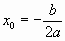 x₀ = −b/2a